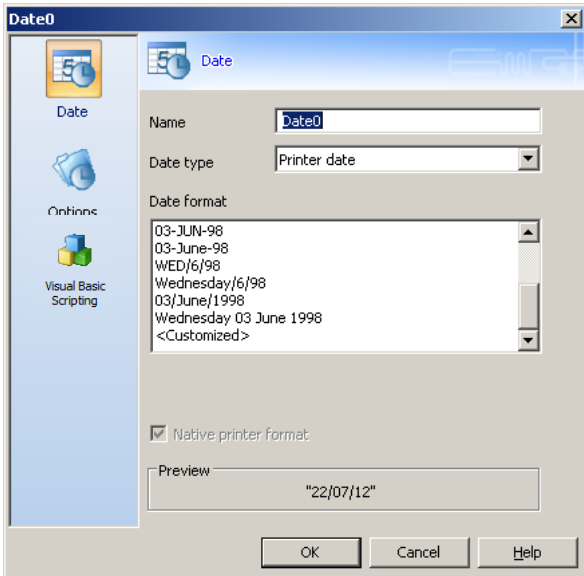 Date0
Date
Date
Name
Date0
Date type
Printer date
Options
Date format
03-JUN-98
03-June-98
WED/6/98
Wednesday/6/98
03/June/1998
Wednesday 03 June 1998
<Customized>
Visual Basic
Scripting
Native printer format
Preview
"22/07/12"
OK
Cancel
Help